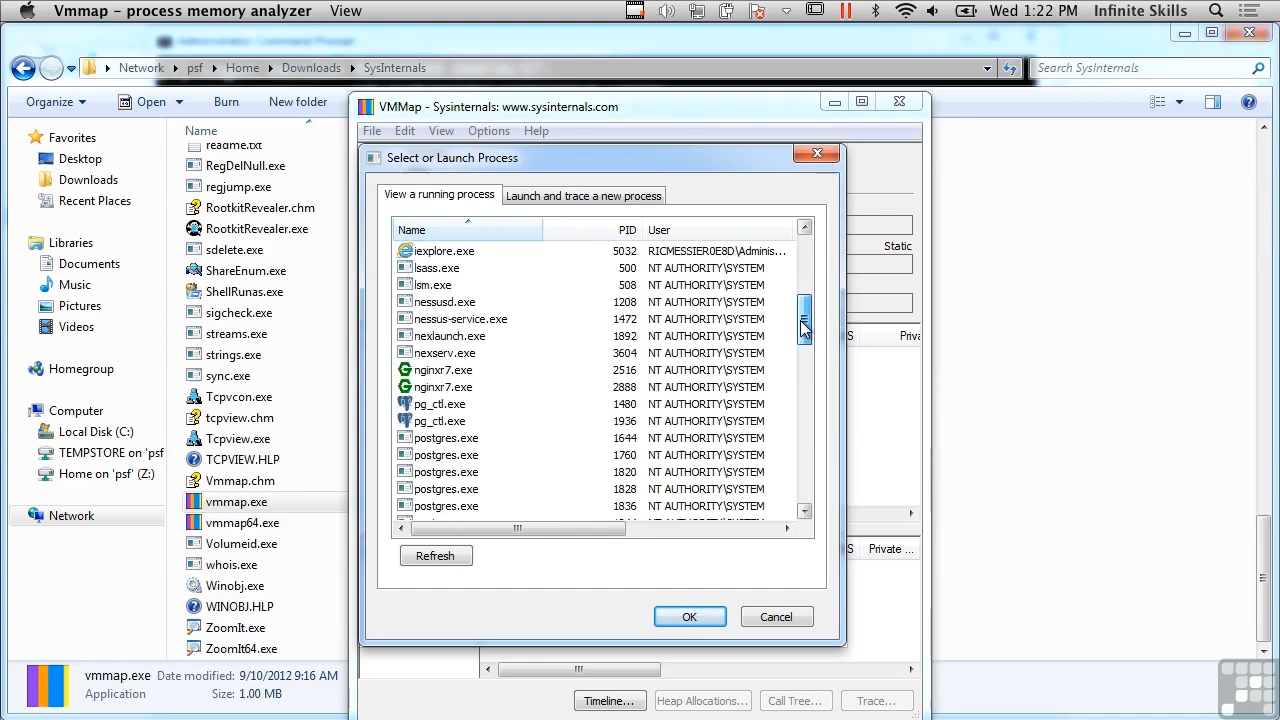 Vmmap - process memory analyzer View Wed 1:22 PM Infinite Skills
Administrator: Command Prompt
Network psf Home Downloads SysInternals Search SysInternals
Organize Open Burn New folder
VMMap - Sysinternals: www.sysinternals.com
File Edit View Options Help
Select or Launch Process
View a running process Launch and trace a new process
Name PID User
iexplore.exe 5032 RICMESSIER0E8D\Adminis...
lsass.exe 500 NT AUTHORITY\SYSTEM
lsm.exe 508 NT AUTHORITY\SYSTEM
nessusd.exe 1208 NT AUTHORITY\SYSTEM
nessus-service.exe 1472 NT AUTHORITY\SYSTEM
nexlaunch.exe 1892 NT AUTHORITY\SYSTEM
nexserv.exe 3604 NT AUTHORITY\SYSTEM
nginxr7.exe 2516 NT AUTHORITY\SYSTEM
nginxr7.exe 2888 NT AUTHORITY\SYSTEM
pg_ctl.exe 1480 NT AUTHORITY\SYSTEM
pg_ctl.exe 1936 NT AUTHORITY\SYSTEM
postgres.exe 1644 NT AUTHORITY\SYSTEM
postgres.exe 1760 NT AUTHORITY\SYSTEM
postgres.exe 1820 NT AUTHORITY\SYSTEM
postgres.exe 1828 NT AUTHORITY\SYSTEM
postgres.exe 1836 NT AUTHORITY\SYSTEM
Refresh
OK Cancel
Static
S Priva
S Private ...
Timeline... Heap Allocations... Call Tree... Trace...
Favorites
Desktop
Downloads
Recent Places
Libraries
Documents
Music
Pictures
Videos
Homegroup
Computer
Local Disk (C:)
TEMPSTORE on 'psf
Home on 'psf' (Z:)
Network
Name
readme.txt
RegDelNull.exe
regjump.exe
RootkitRevealer.chm
RootkitRevealer.exe
sdelete.exe
ShareEnum.exe
ShellRunas.exe
sigcheck.exe
streams.exe
strings.exe
sync.exe
Tcpvcon.exe
tcpview.chm
Tcpview.exe
TCPVIEW.HLP
Vmmap.chm
vmmap.exe
vmmap64.exe
Volumeid.exe
whois.exe
Winobj.exe
WINOBJ.HLP
ZoomIt.exe
ZoomIt64.exe
vmmap.exe Date modified: 9/10/2012 9:16 AM
Application Size: 1.00 MB